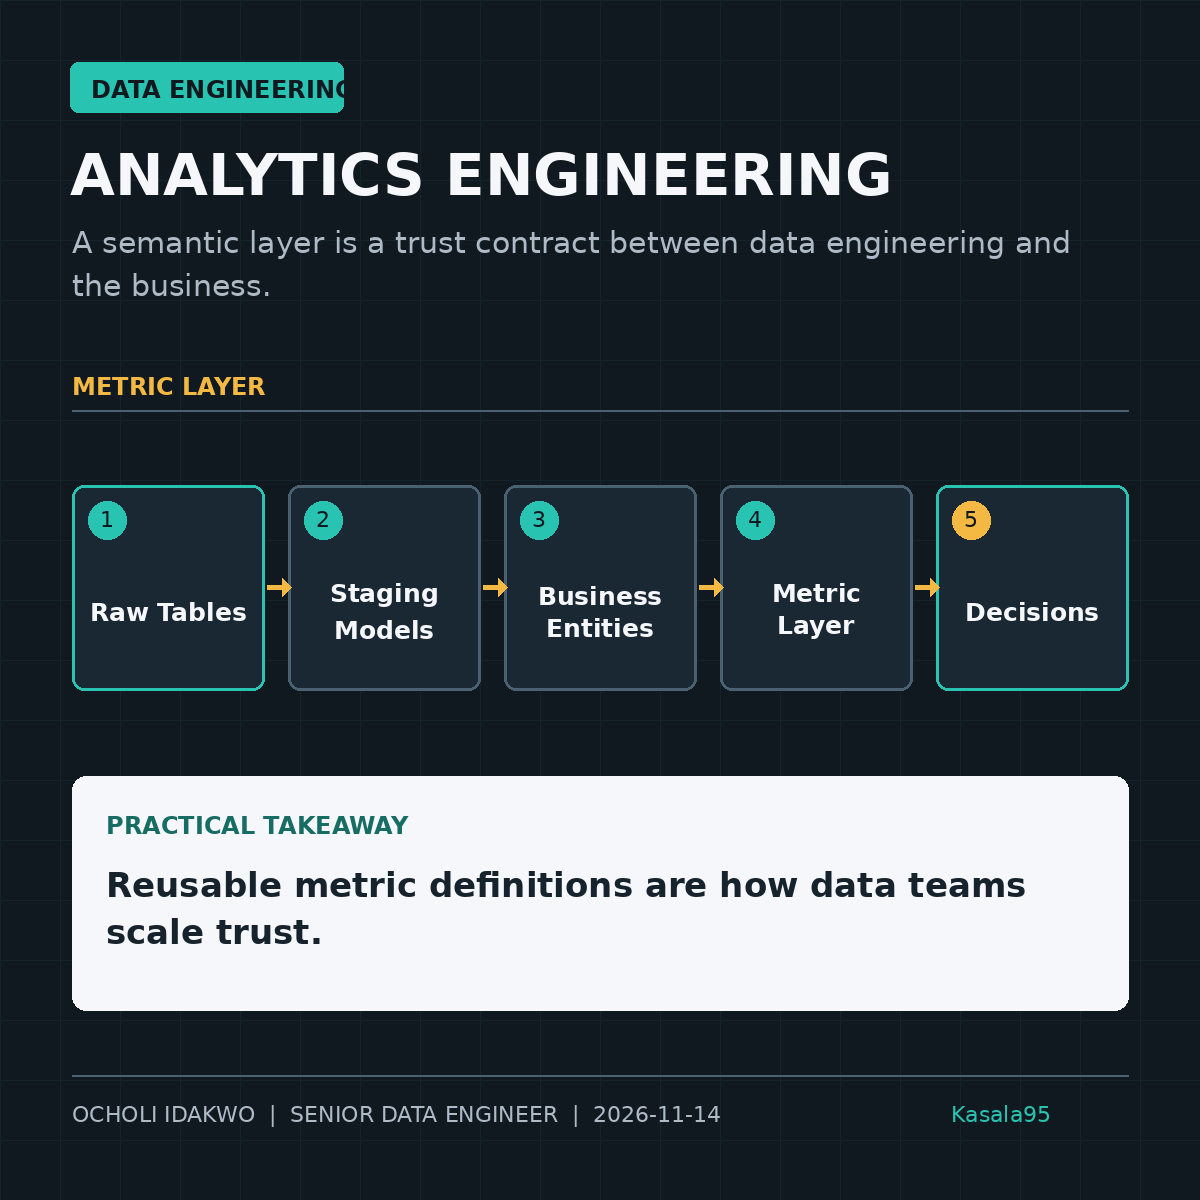 DATA ENGINEERING
ANALYTICS ENGINEERING
A semantic layer is a trust contract between data engineering and
the business.
METRIC LAYER
1
Raw Tables
2
Staging
Models
3
Business
Entities
4
Metric
Layer
5
Decisions
PRACTICAL TAKEAWAY
Reusable metric definitions are how data teams
scale trust.
OCHOLI IDAKWO | SENIOR DATA ENGINEER | 2026-11-14
Kasala95